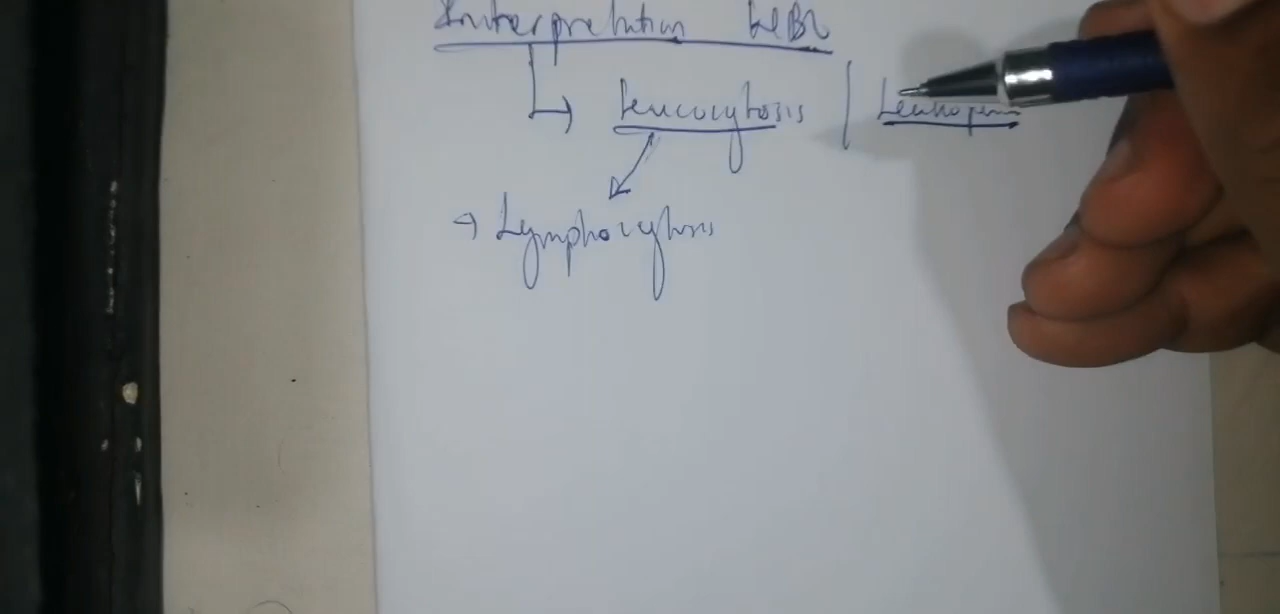 Interpretation WBC
↳ Leucocytosis | Leukopenia
→ Lymphocytosis